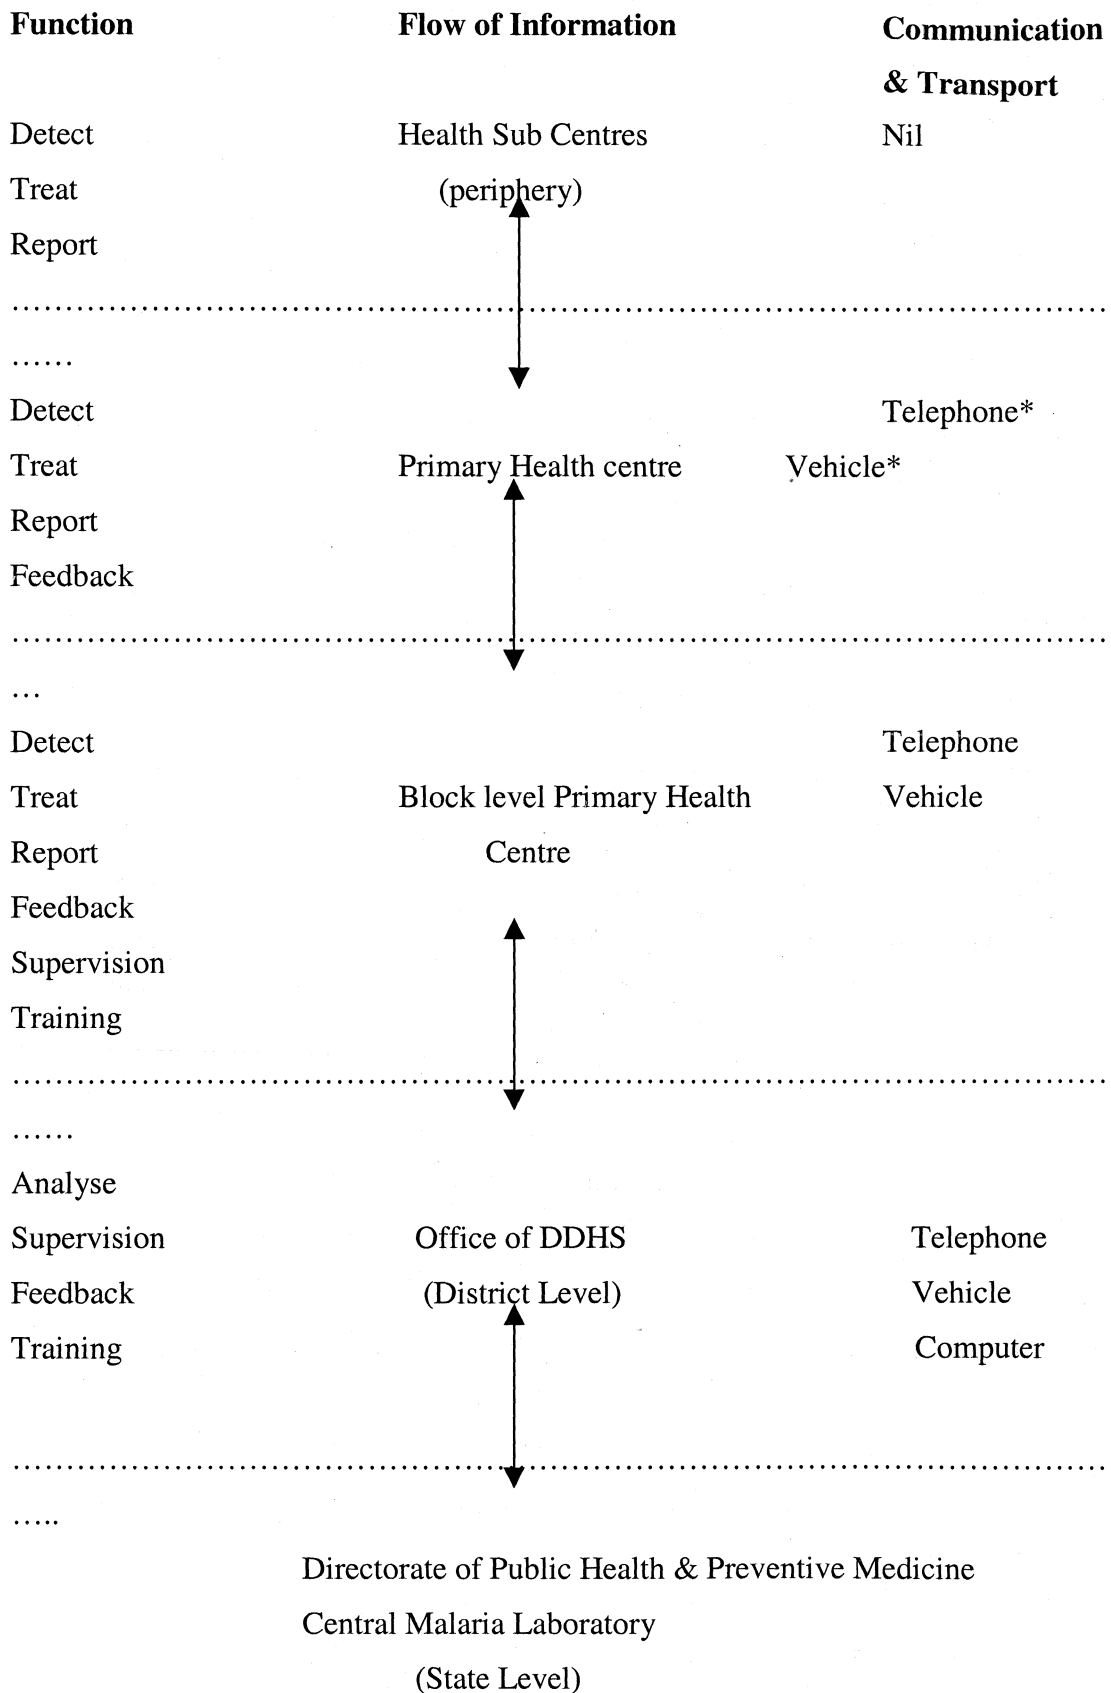 Function Flow of Information Communication
& Transport
Detect Health Sub Centres Nil
Treat (periphery)
Report
........................................................................................................................
......
Detect Telephone*
Treat Primary Health centre Vehicle*
Report
Feedback
........................................................................................................................
...
Detect Telephone
Treat Block level Primary Health Vehicle
Report Centre
Feedback
Supervision
Training
........................................................................................................................
......
Analyse
Supervision Office of DDHS Telephone
Feedback (District Level) Vehicle
Training Computer
........................................................................................................................
.....
Directorate of Public Health & Preventive Medicine
Central Malaria Laboratory
(State Level)